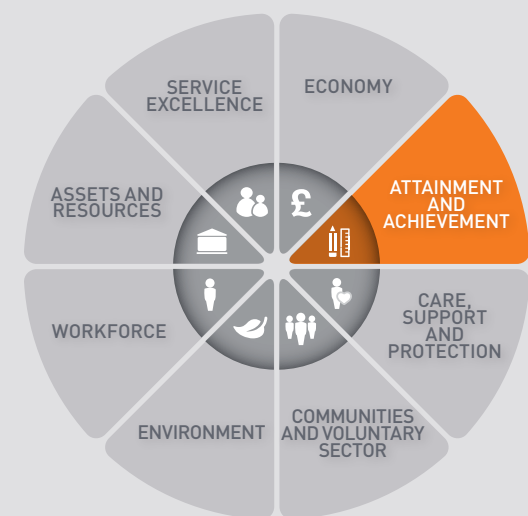 SERVICE
EXCELLENCE
ECONOMY
ATTAINMENT
AND
ACHIEVEMENT
ASSETS AND
RESOURCES
£
CARE,
SUPPORT
AND
PROTECTION
WORKFORCE
COMMUNITIES
AND VOLUNTARY
SECTOR
ENVIRONMENT